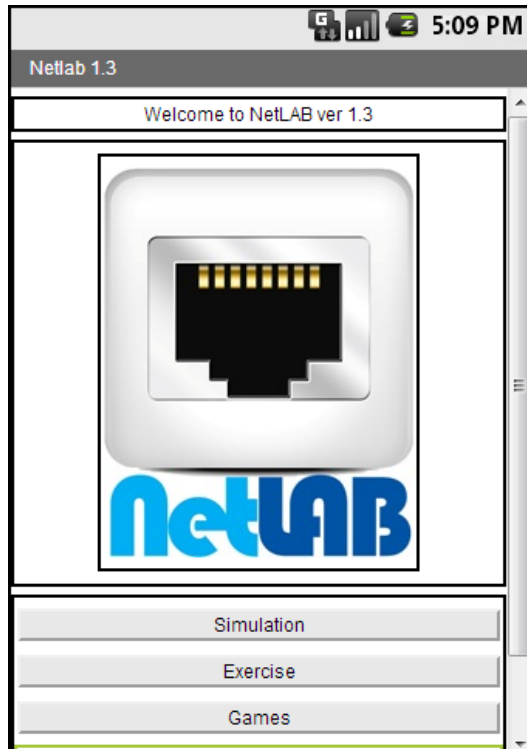 G 5:09 PM
Netlab 1.3
Welcome to NetLAB ver 1.3
NetLAB
Simulation
Exercise
Games